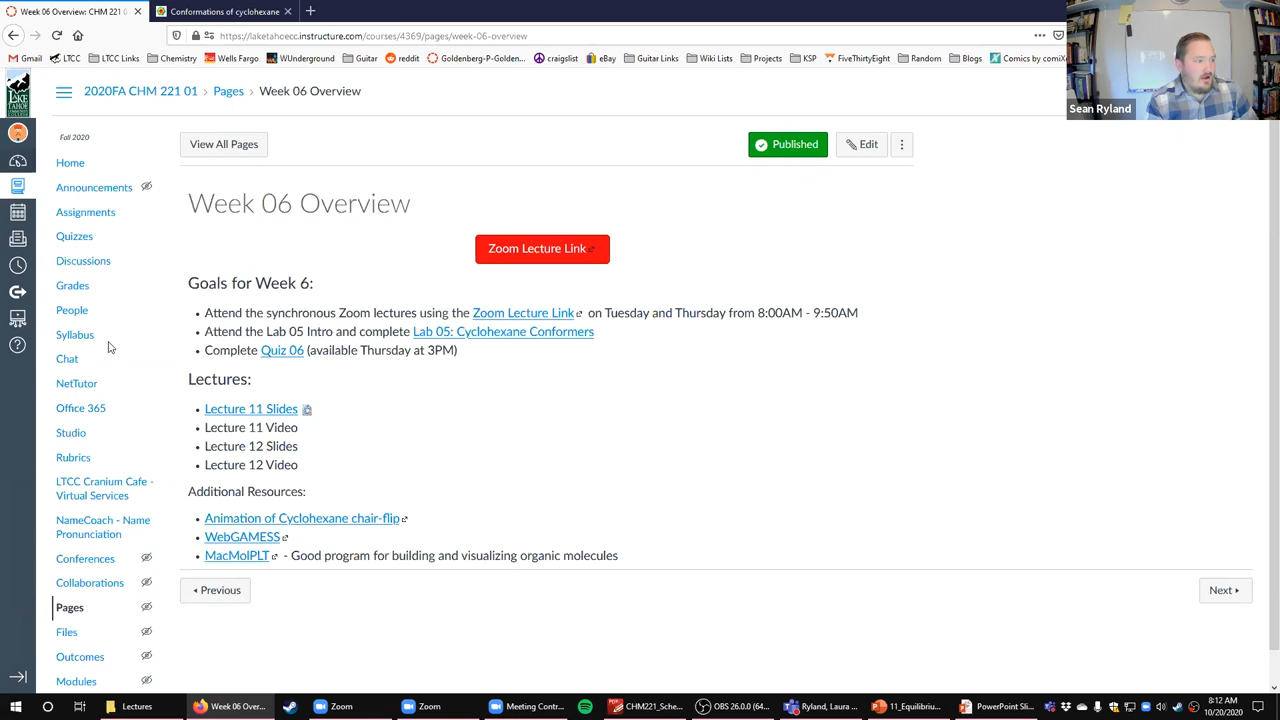 Week 06 Overview: CHM 221 0
Conformations of cyclohexane
https://laketahoecc.instructure.com/courses/4369/pages/week-06-overview
Gmail LTCC LTCC Links Chemistry Wells Fargo WUnderground Guitar reddit Goldenberg-P-Golden... craigslist eBay Guitar Links Wiki Lists Projects KSP FiveThirtyEight Random Blogs Comics by comiXo
Sean Ryland
2020FA CHM 221 01 › Pages › Week 06 Overview
Fall 2020
Home
Announcements
Assignments
Quizzes
Discussions
Grades
People
Syllabus
Chat
NetTutor
Office 365
Studio
Rubrics
LTCC Cranium Cafe -
Virtual Services
NameCoach - Name
Pronunciation
Conferences
Collaborations
Pages
Files
Outcomes
Modules
View All Pages
Published
Edit
Week 06 Overview
Zoom Lecture Link
Goals for Week 6:
• Attend the synchronous Zoom lectures using the Zoom Lecture Link on Tuesday and Thursday from 8:00AM - 9:50AM
• Attend the Lab 05 Intro and complete Lab 05: Cyclohexane Conformers
• Complete Quiz 06 (available Thursday at 3PM)
Lectures:
• Lecture 11 Slides
• Lecture 11 Video
• Lecture 12 Slides
• Lecture 12 Video
Additional Resources:
• Animation of Cyclohexane chair-flip
• WebGAMESS
• MacMolPLT - Good program for building and visualizing organic molecules
Previous
Next
Lectures
Week 06 Over...
Zoom
Zoom
Meeting Contr...
CHM221_Sche...
OBS 26.0.0 (64...
Ryland, Laura ...
11_Equilibriu...
PowerPoint Sli...
8:12 AM
10/20/2020